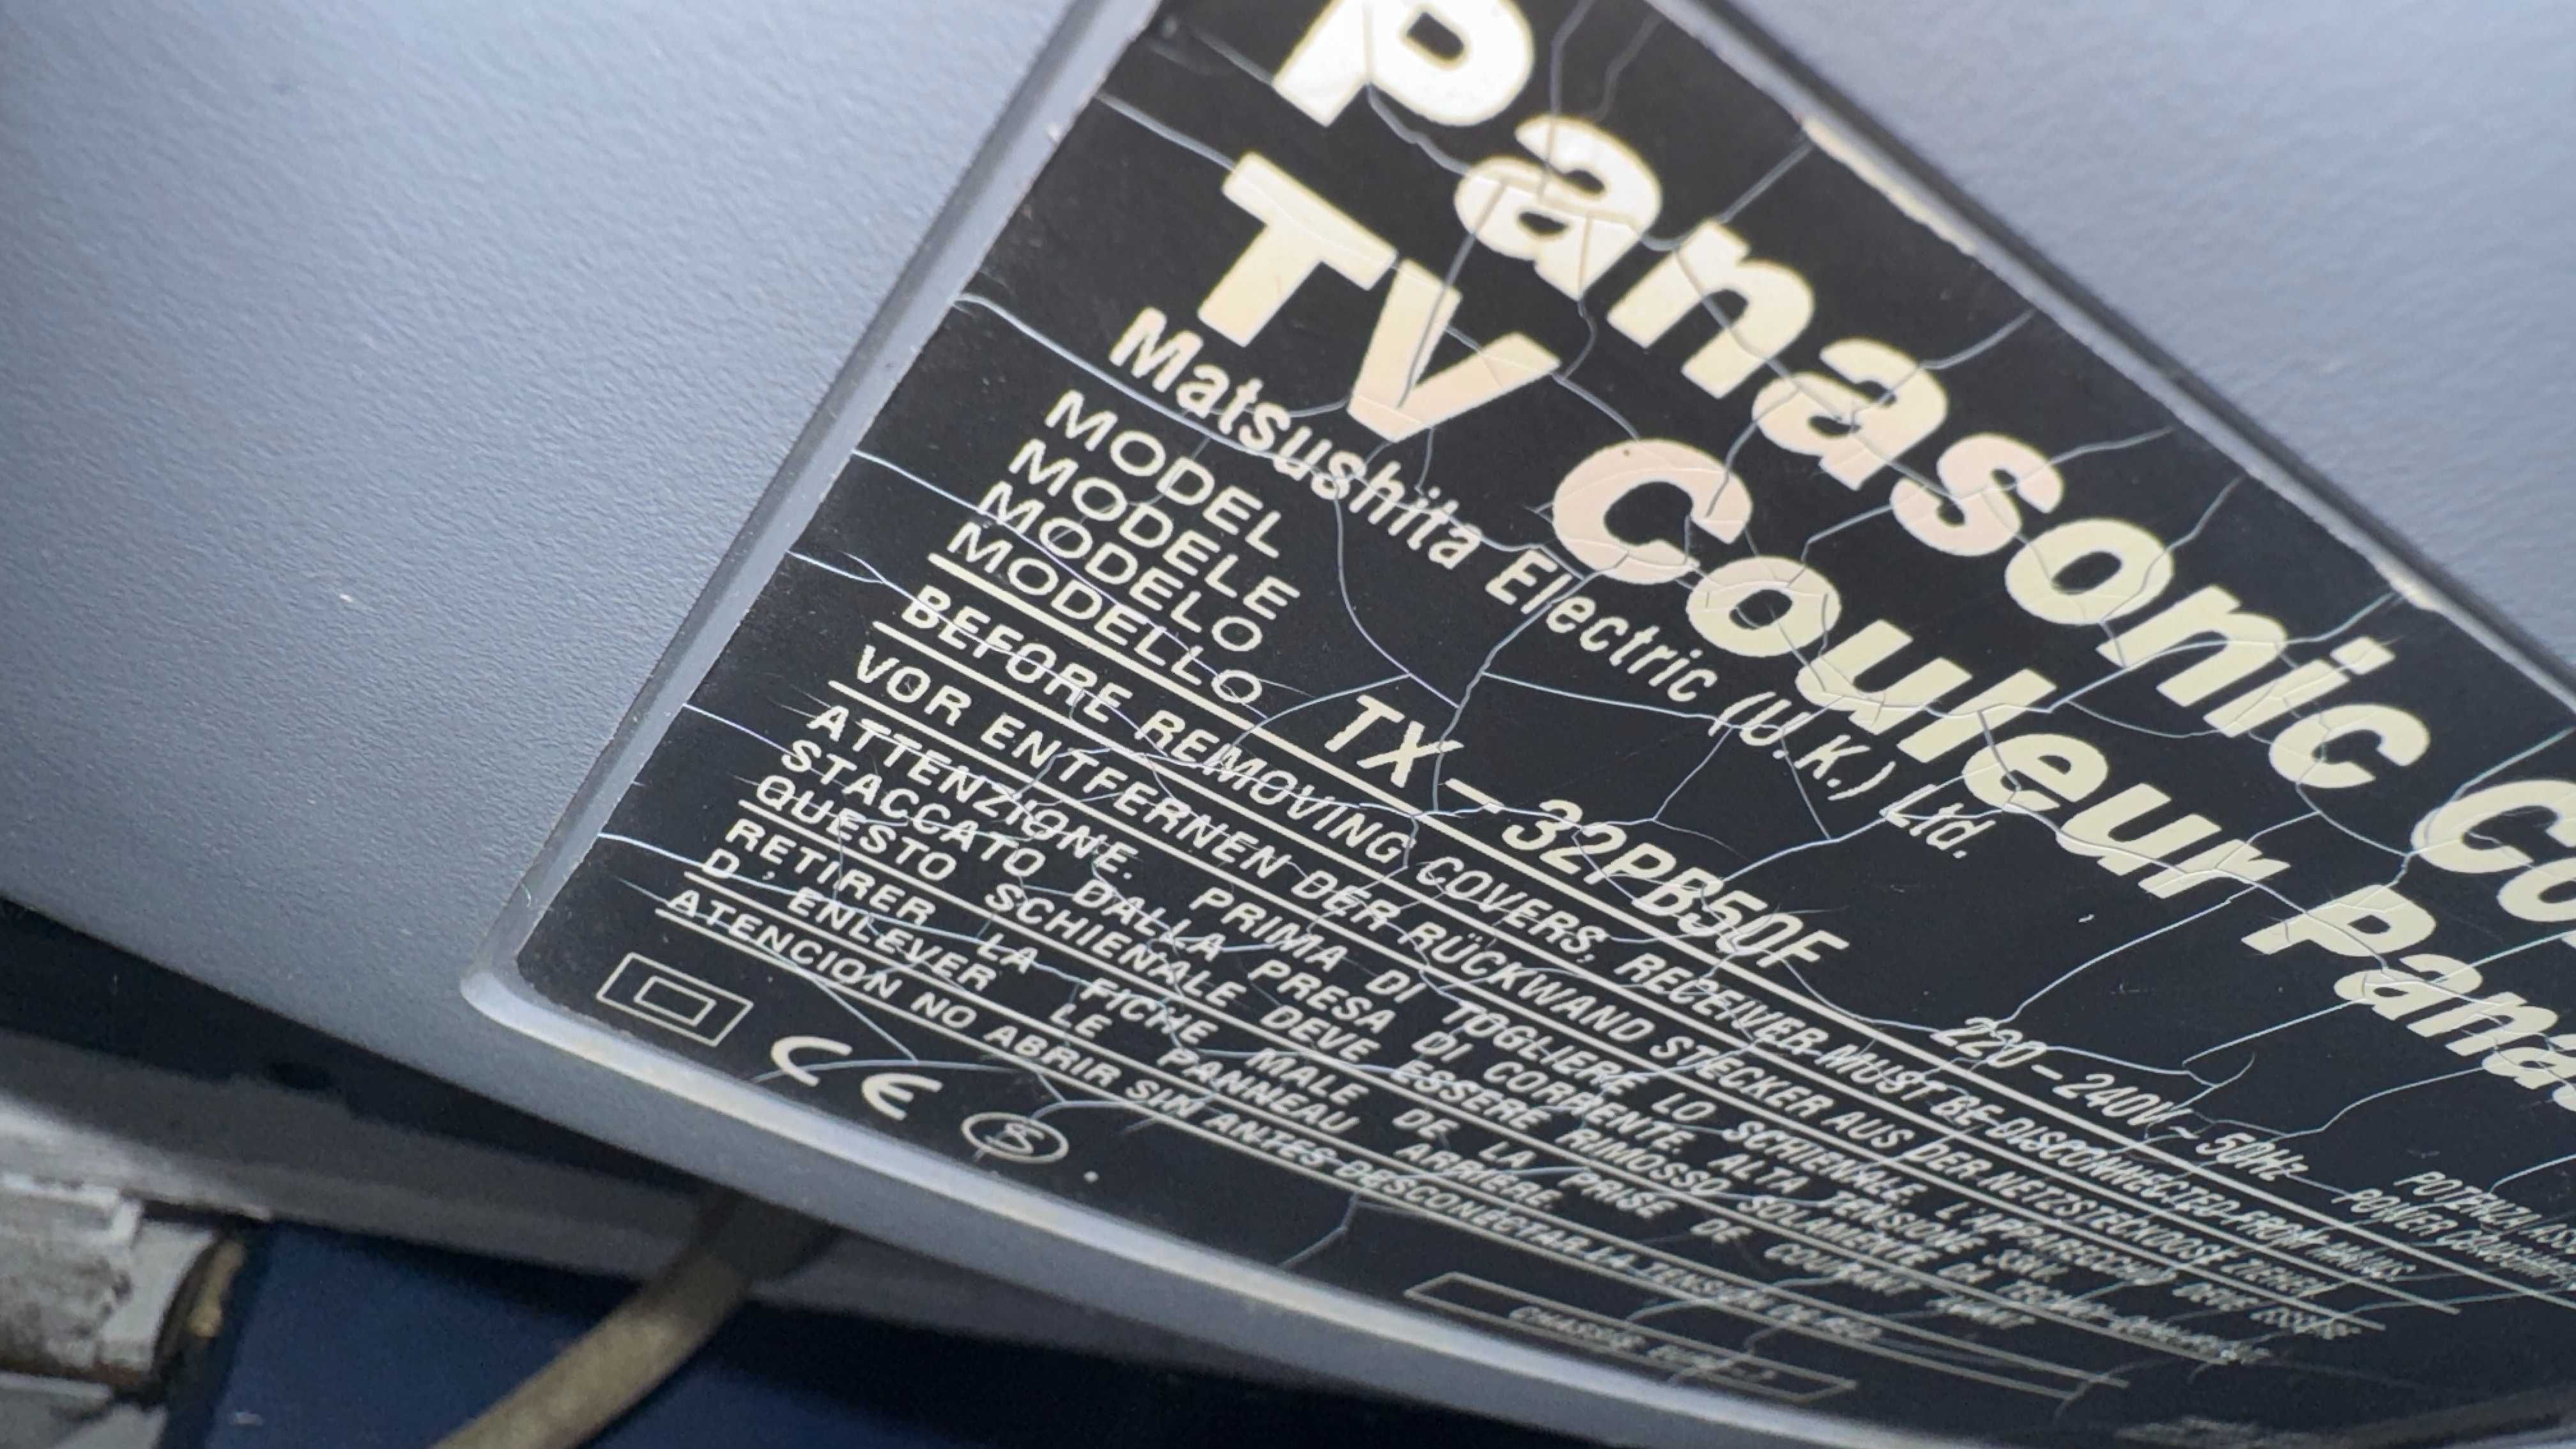 Panasonic Co
TV Couleur Pana
Matsushita Electric (U.K.) Ltd.
MODEL
MODELE
MODELO
MODELLO TX-32PB50F 220-240V~50Hz
POTENZA
POWER
BEFORE REMOVING COVERS, RECEIVER MUST BE DISCONNECTED FROM MAINS
VOR ENTFERNEN DER RÜCKWAND STECKER AUS DER NETZSTECKDOSE ZIEHEN
ATTENZIONE. PRIMA DI TOGLIERE LO SCHIENALE L'APPARECCHIO DEVE ESSERE
STACCATO DALLA PRESA DI CORRENTE. ALTA TENSIONE
QUESTO SCHIENALE DEVE ESSERE RIMOSSO SOLAMENTE DA
RETIRER LA FICHE MALE DE LA PRISE DE COURANT AVANT
D'ENLEVER LE PANNEAU ARRIERE
ATENCION NO ABRIR SIN ANTES DESCONECTAR LA TENSION DE RED
CE S
CHASSIS